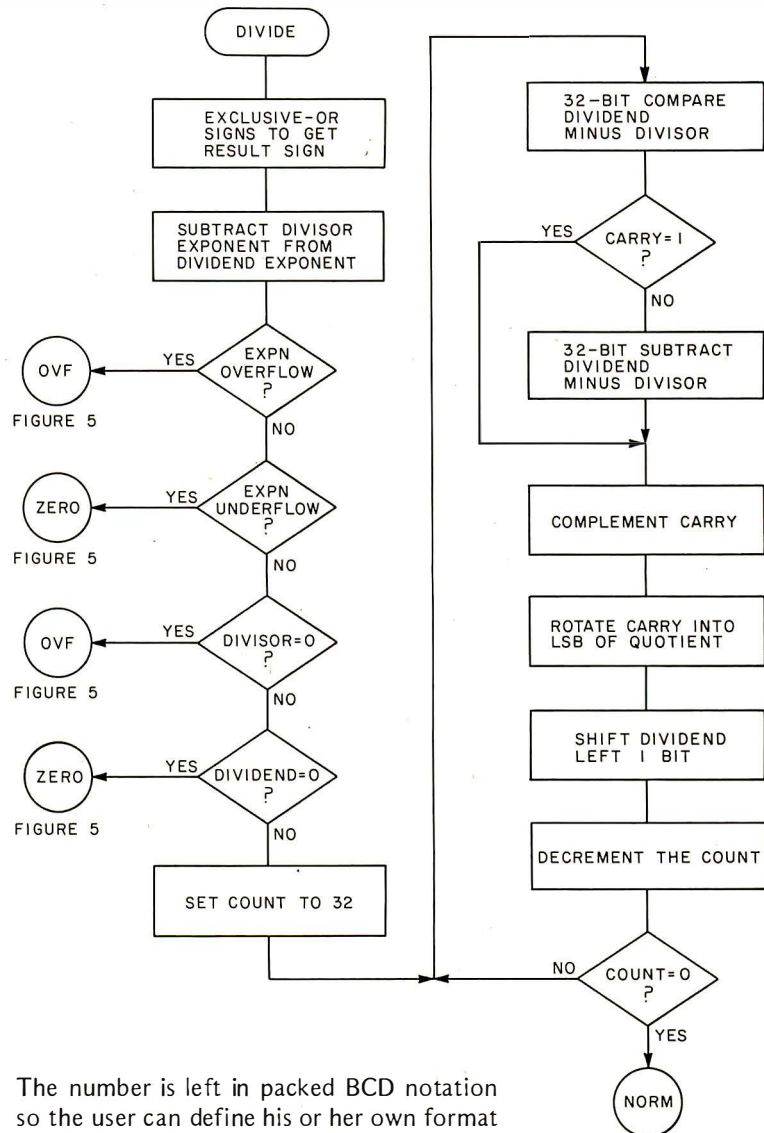 DIVIDE
EXCLUSIVE-OR
SIGNS TO GET
RESULT SIGN
SUBTRACT DIVISOR
EXPONENT FROM
DIVIDEND EXPONENT
EXPN
OVERFLOW
?
YES
OVF
FIGURE 5
NO
EXPN
UNDERFLOW
?
YES
ZERO
FIGURE 5
NO
DIVISOR=0
?
YES
OVF
FIGURE 5
NO
DIVIDEND=0
?
YES
ZERO
FIGURE 5
NO
SET COUNT TO 32
32-BIT COMPARE
DIVIDEND
MINUS DIVISOR
YES
CARRY=1
?
NO
32-BIT SUBTRACT
DIVIDEND
MINUS DIVISOR
COMPLEMENT CARRY
ROTATE CARRY INTO
LSB OF QUOTIENT
SHIFT DIVIDEND
LEFT 1 BIT
DECREMENT THE COUNT
NO
COUNT=0
?
YES
NORM
The number is left in packed BCD notation
so the user can define his or her own format